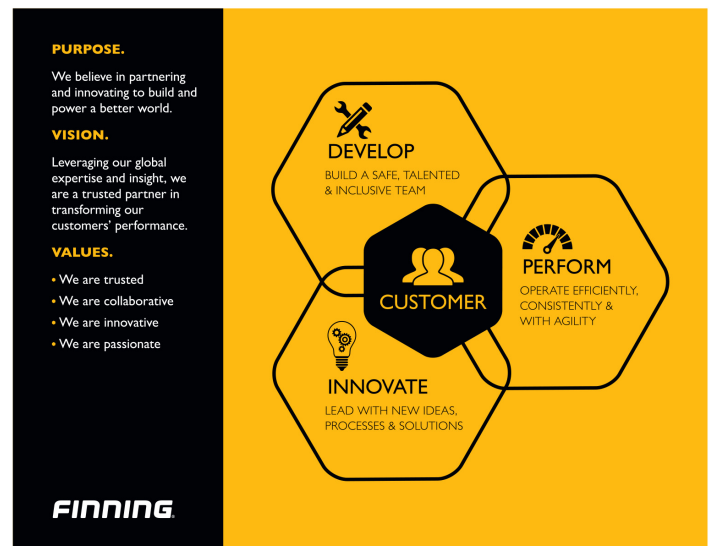 PURPOSE.
We believe in partnering
and innovating to build and
power a better world.
VISION.
Leveraging our global
expertise and insight, we
are a trusted partner in
transforming our
customers’ performance.
VALUES.
• We are trusted
• We are collaborative
• We are innovative
• We are passionate
FINNING
DEVELOP
BUILD A SAFE, TALENTED
& INCLUSIVE TEAM
CUSTOMER
PERFORM
OPERATE EFFICIENTLY,
CONSISTENTLY &
WITH AGILITY
INNOVATE
LEAD WITH NEW IDEAS,
PROCESSES & SOLUTIONS